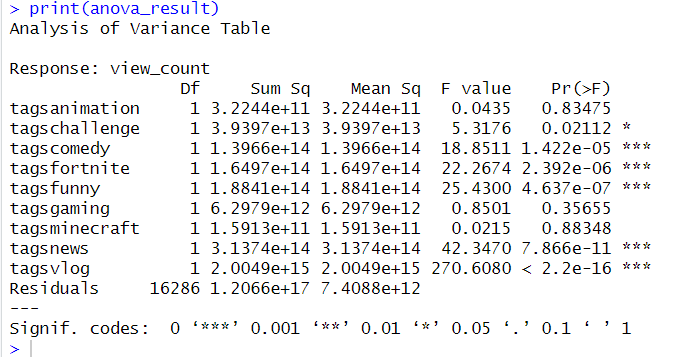 > print(anova_result)
Analysis of Variance Table

Response: view_count
                 Df     Sum Sq    Mean Sq  F value    Pr(>F)
tagsanimation     1 3.2244e+11 3.2244e+11   0.0435   0.83475
tagschallenge     1 3.9397e+13 3.9397e+13   5.3176   0.02112 *
tagscomedy        1 1.3966e+14 1.3966e+14  18.8511 1.422e-05 ***
tagsfortnite      1 1.6497e+14 1.6497e+14  22.2674 2.392e-06 ***
tagsfunny         1 1.8841e+14 1.8841e+14  25.4300 4.637e-07 ***
tagsgaming        1 6.2979e+12 6.2979e+12   0.8501   0.35655
tagsminecraft     1 1.5913e+11 1.5913e+11   0.0215   0.88348
tagsnews          1 3.1374e+14 3.1374e+14  42.3470 7.866e-11 ***
tagsvlog          1 2.0049e+15 2.0049e+15 270.6080 < 2.2e-16 ***
Residuals     16286 1.2066e+17 7.4088e+12
---
Signif. codes:  0 ‘***’ 0.001 ‘**’ 0.01 ‘*’ 0.05 ‘.’ 0.1 ‘ ’ 1
>